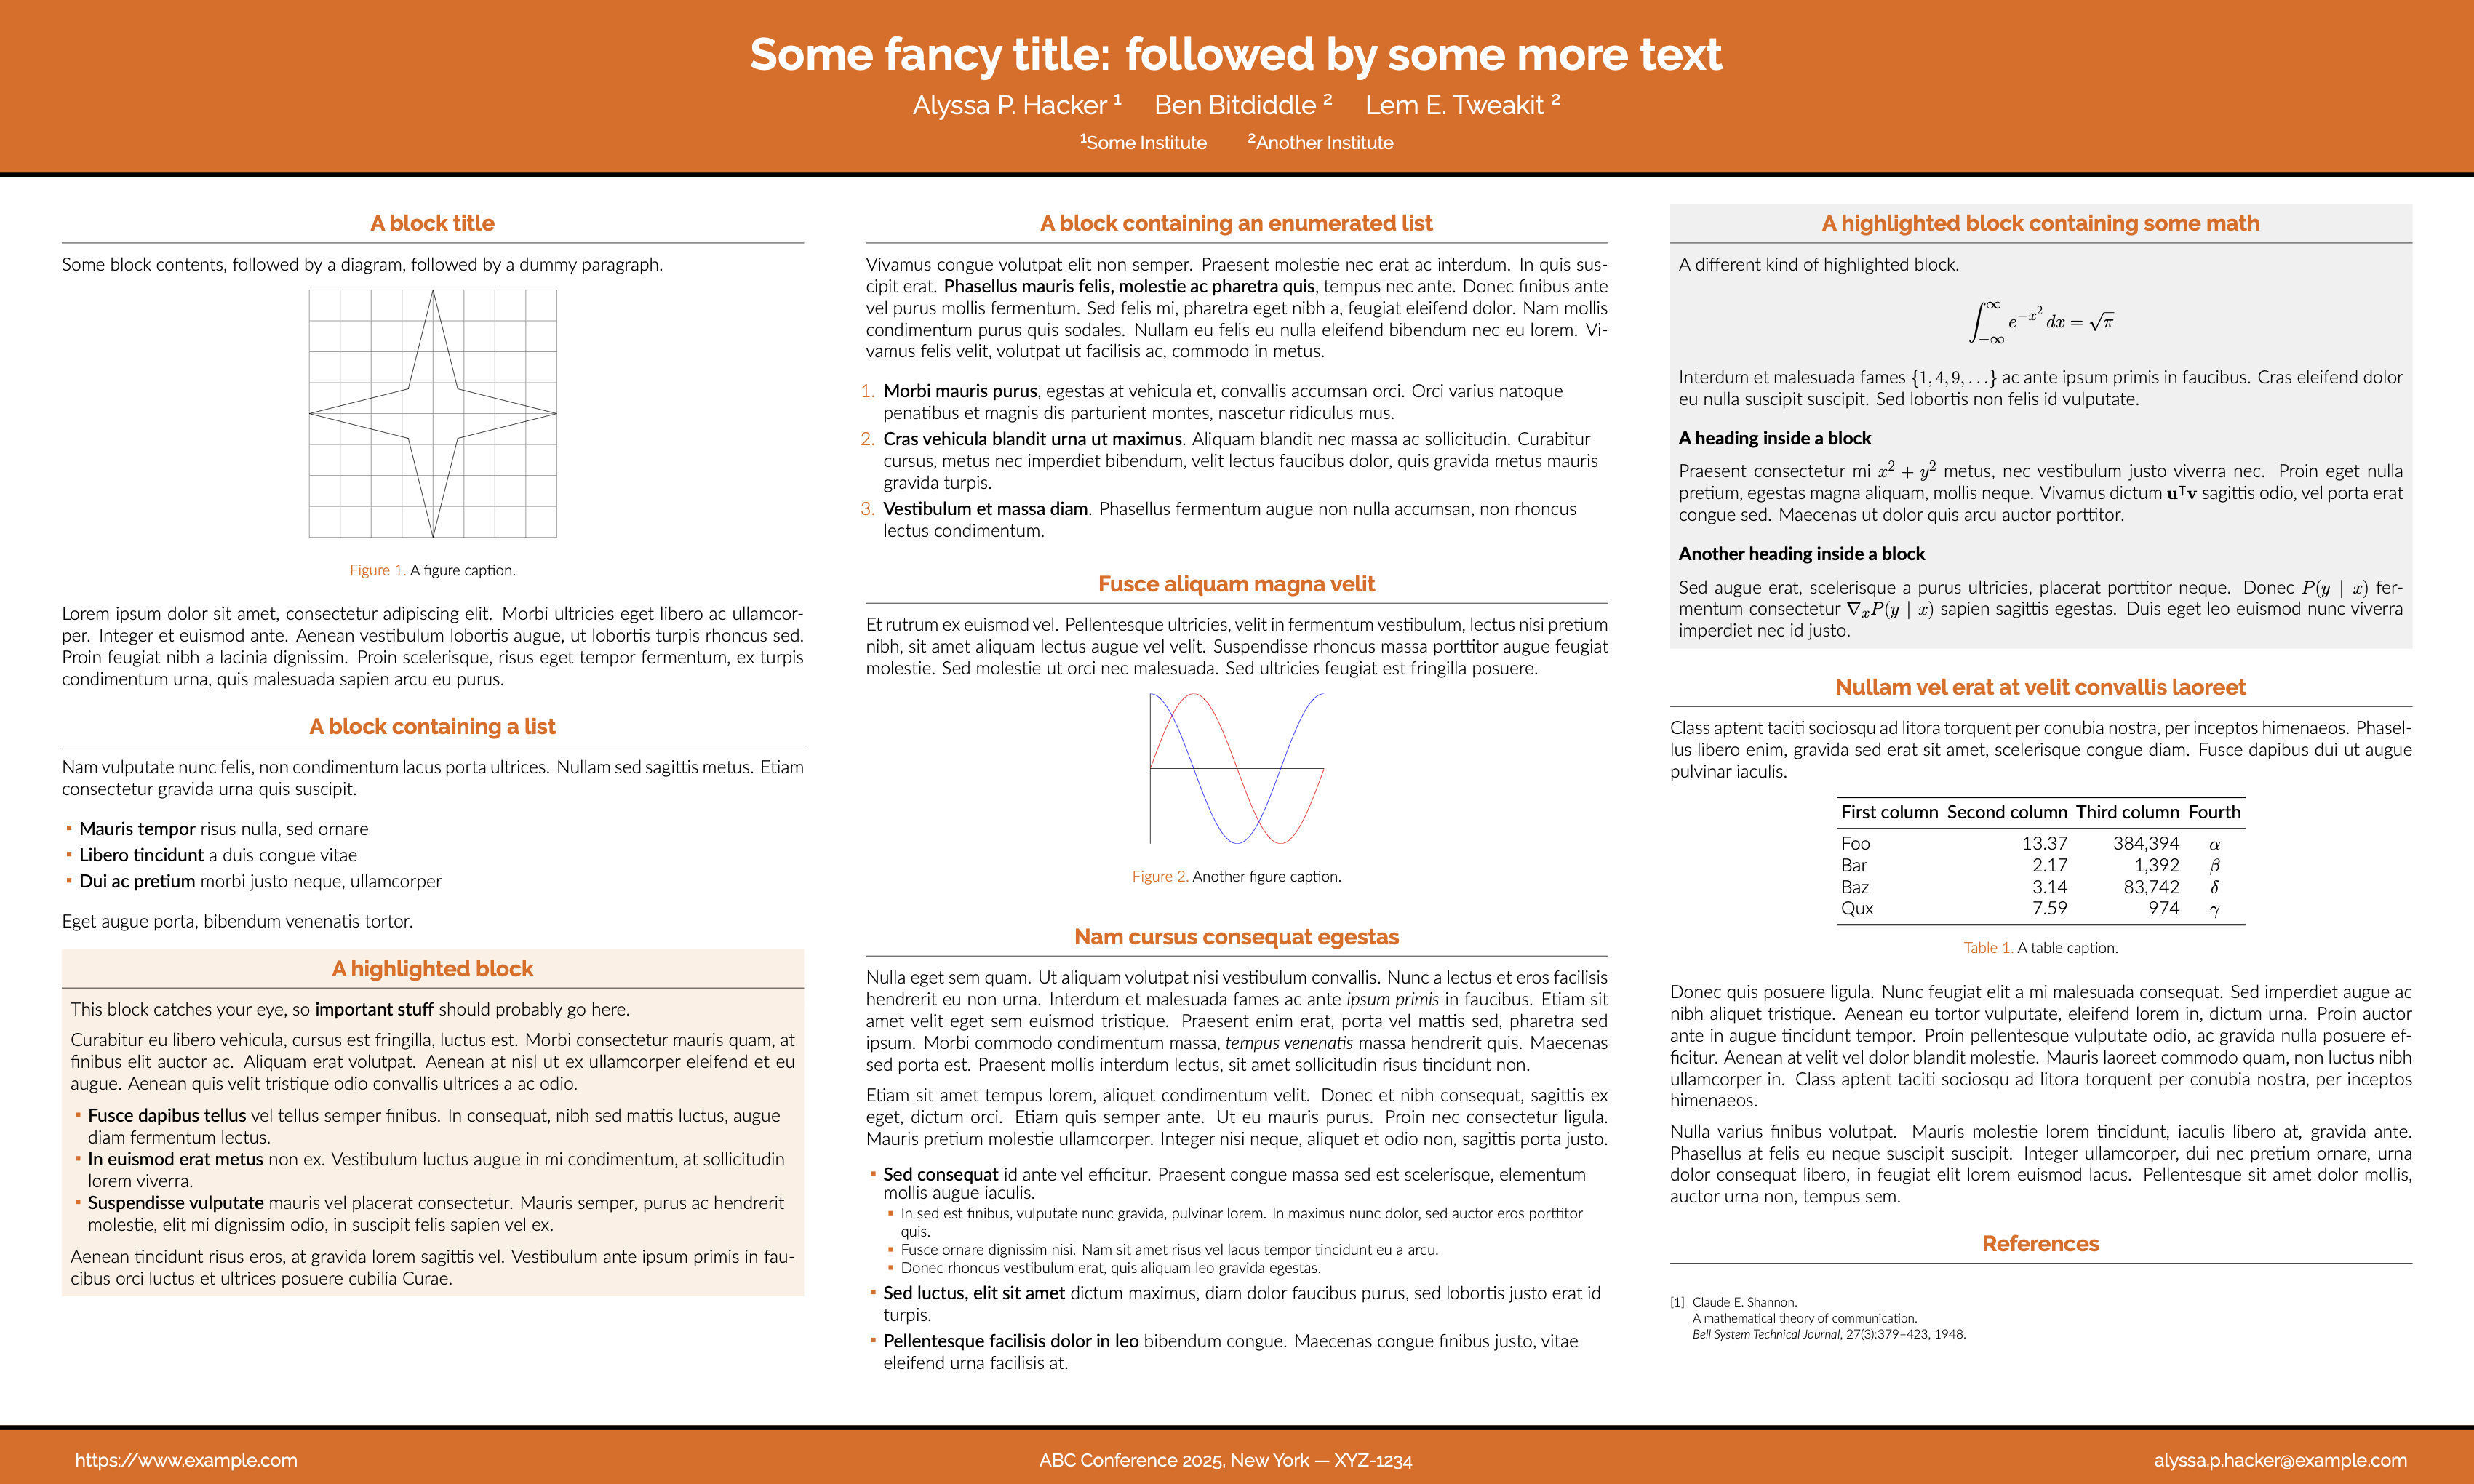 Some fancy title: followed by some more text
Alyssa P. Hacker ¹ Ben Bitdiddle ² Lem E. Tweakit ²
¹Some Institute ²Another Institute
A block title
Some block contents, followed by a diagram, followed by a dummy paragraph.
Figure 1. A figure caption.
Lorem ipsum dolor sit amet, consectetur adipiscing elit. Morbi ultricies eget libero ac ullamcor-
per. Integer et euismod ante. Aenean vestibulum lobortis augue, ut lobortis turpis rhoncus sed.
Proin feugiat nibh a lacinia dignissim. Proin scelerisque, risus eget tempor fermentum, ex turpis
condimentum urna, quis malesuada sapien arcu eu purus.
A block containing a list
Nam vulputate nunc felis, non condimentum lacus porta ultrices. Nullam sed sagittis metus. Etiam
consectetur gravida urna quis suscipit.
▪ Mauris tempor risus nulla, sed ornare
▪ Libero tincidunt a duis congue vitae
▪ Dui ac pretium morbi justo neque, ullamcorper
Eget augue porta, bibendum venenatis tortor.
A highlighted block
This block catches your eye, so important stuff should probably go here.
Curabitur eu libero vehicula, cursus est fringilla, luctus est. Morbi consectetur mauris quam, at
finibus elit auctor ac. Aliquam erat volutpat. Aenean at nisl ut ex ullamcorper eleifend et eu
augue. Aenean quis velit tristique odio convallis ultrices a ac odio.
▪ Fusce dapibus tellus vel tellus semper finibus. In consequat, nibh sed mattis luctus, augue
diam fermentum lectus.
▪ In euismod erat metus non ex. Vestibulum luctus augue in mi condimentum, at sollicitudin
lorem viverra.
▪ Suspendisse vulputate mauris vel placerat consectetur. Mauris semper, purus ac hendrerit
molestie, elit mi dignissim odio, in suscipit felis sapien vel ex.
Aenean tincidunt risus eros, at gravida lorem sagittis vel. Vestibulum ante ipsum primis in fau-
cibus orci luctus et ultrices posuere cubilia Curae.
A block containing an enumerated list
Vivamus congue volutpat elit non semper. Praesent molestie nec erat ac interdum. In quis sus-
cipit erat. Phasellus mauris felis, molestie ac pharetra quis, tempus nec ante. Donec finibus ante
vel purus mollis fermentum. Sed felis mi, pharetra eget nibh a, feugiat eleifend dolor. Nam mollis
condimentum purus quis sodales. Nullam eu felis eu nulla eleifend bibendum nec eu lorem. Vi-
vamus felis velit, volutpat ut facilisis ac, commodo in metus.
1. Morbi mauris purus, egestas at vehicula et, convallis accumsan orci. Orci varius natoque
penatibus et magnis dis parturient montes, nascetur ridiculus mus.
2. Cras vehicula blandit urna ut maximus. Aliquam blandit nec massa ac sollicitudin. Curabitur
cursus, metus nec imperdiet bibendum, velit lectus faucibus dolor, quis gravida metus mauris
gravida turpis.
3. Vestibulum et massa diam. Phasellus fermentum augue non nulla accumsan, non rhoncus
lectus condimentum.
Fusce aliquam magna velit
Et rutrum ex euismod vel. Pellentesque ultricies, velit in fermentum vestibulum, lectus nisi pretium
nibh, sit amet aliquam lectus augue vel velit. Suspendisse rhoncus massa porttitor augue feugiat
molestie. Sed molestie ut orci nec malesuada. Sed ultricies feugiat est fringilla posuere.
Figure 2. Another figure caption.
Nam cursus consequat egestas
Nulla eget sem quam. Ut aliquam volutpat nisi vestibulum convallis. Nunc a lectus et eros facilisis
hendrerit eu non urna. Interdum et malesuada fames ac ante ipsum primis in faucibus. Etiam sit
amet velit eget sem euismod tristique. Praesent enim erat, porta vel mattis sed, pharetra sed
ipsum. Morbi commodo condimentum massa, tempus venenatis massa hendrerit quis. Maecenas
sed porta est. Praesent mollis interdum lectus, sit amet sollicitudin risus tincidunt non.
Etiam sit amet tempus lorem, aliquet condimentum velit. Donec et nibh consequat, sagittis ex
eget, dictum orci. Etiam quis semper ante. Ut eu mauris purus. Proin nec consectetur ligula.
Mauris pretium molestie ullamcorper. Integer nisi neque, aliquet et odio non, sagittis porta justo.
▪ Sed consequat id ante vel efficitur. Praesent congue massa sed est scelerisque, elementum
mollis augue iaculis.
▪ In sed est finibus, vulputate nunc gravida, pulvinar lorem. In maximus nunc dolor, sed auctor eros porttitor
quis.
▪ Fusce ornare dignissim nisi. Nam sit amet risus vel lacus tempor tincidunt eu a arcu.
▪ Donec rhoncus vestibulum erat, quis aliquam leo gravida egestas.
▪ Sed luctus, elit sit amet dictum maximus, diam dolor faucibus purus, sed lobortis justo erat id
turpis.
▪ Pellentesque facilisis dolor in leo bibendum congue. Maecenas congue finibus justo, vitae
eleifend urna facilisis at.
A highlighted block containing some math
A different kind of highlighted block.
∫_{−∞}^{∞} e^{−x²} dx = √π
Interdum et malesuada fames {1, 4, 9, . . .} ac ante ipsum primis in faucibus. Cras eleifend dolor
eu nulla suscipit suscipit. Sed lobortis non felis id vulputate.
A heading inside a block
Praesent consectetur mi x² + y² metus, nec vestibulum justo viverra nec. Proin eget nulla
pretium, egestas magna aliquam, mollis neque. Vivamus dictum u⊺v sagittis odio, vel porta erat
congue sed. Maecenas ut dolor quis arcu auctor porttitor.
Another heading inside a block
Sed augue erat, scelerisque a purus ultricies, placerat porttitor neque. Donec P(y | x) fer-
mentum consectetur ∇ₓP(y | x) sapien sagittis egestas. Duis eget leo euismod nunc viverra
imperdiet nec id justo.
Nullam vel erat at velit convallis laoreet
Class aptent taciti sociosqu ad litora torquent per conubia nostra, per inceptos himenaeos. Phasel-
lus libero enim, gravida sed erat sit amet, scelerisque congue diam. Fusce dapibus dui ut augue
pulvinar iaculis.
First column Second column Third column Fourth
Foo 13.37 384,394 α
Bar 2.17 1,392 β
Baz 3.14 83,742 δ
Qux 7.59 974 γ
Table 1. A table caption.
Donec quis posuere ligula. Nunc feugiat elit a mi malesuada consequat. Sed imperdiet augue ac
nibh aliquet tristique. Aenean eu tortor vulputate, eleifend lorem in, dictum urna. Proin auctor
ante in augue tincidunt tempor. Proin pellentesque vulputate odio, ac gravida nulla posuere ef-
ficitur. Aenean at velit vel dolor blandit molestie. Mauris laoreet commodo quam, non luctus nibh
ullamcorper in. Class aptent taciti sociosqu ad litora torquent per conubia nostra, per inceptos
himenaeos.
Nulla varius finibus volutpat. Mauris molestie lorem tincidunt, iaculis libero at, gravida ante.
Phasellus at felis eu neque suscipit suscipit. Integer ullamcorper, dui nec pretium ornare, urna
dolor consequat libero, in feugiat elit lorem euismod lacus. Pellentesque sit amet dolor mollis,
auctor urna non, tempus sem.
References
[1] Claude E. Shannon.
A mathematical theory of communication.
Bell System Technical Journal, 27(3):379–423, 1948.
https://www.example.com
ABC Conference 2025, New York — XYZ-1234
alyssa.p.hacker@example.com